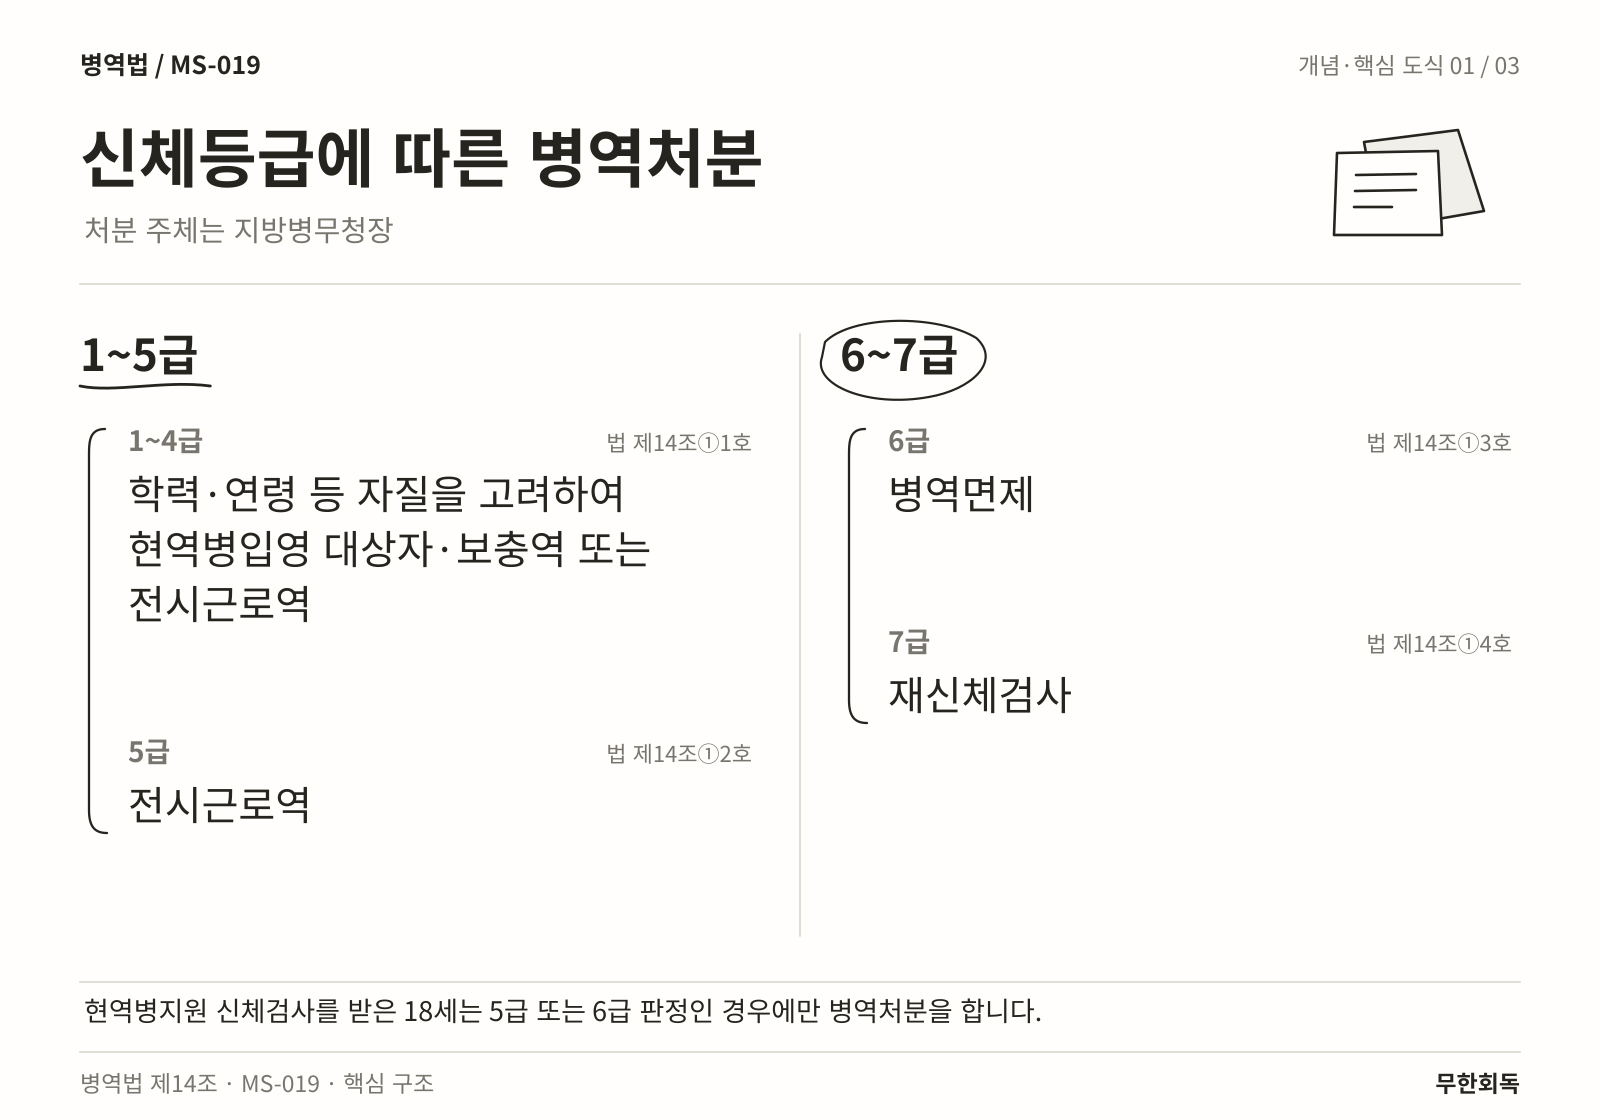 병역법 / MS-019
개념·핵심 도식 01 / 03
신체등급에 따른 병역처분
처분 주체는 지방병무청장
1~5급
1~4급
법 제14조①1호
학력·연령 등 자질을 고려하여
현역병입영 대상자·보충역 또는
전시근로역
5급
법 제14조①2호
전시근로역
6~7급
6급
법 제14조①3호
병역면제
7급
법 제14조①4호
재신체검사
현역병지원 신체검사를 받은 18세는 5급 또는 6급 판정인 경우에만 병역처분을 합니다.
병역법 제14조 · MS-019 · 핵심 구조
무한회독